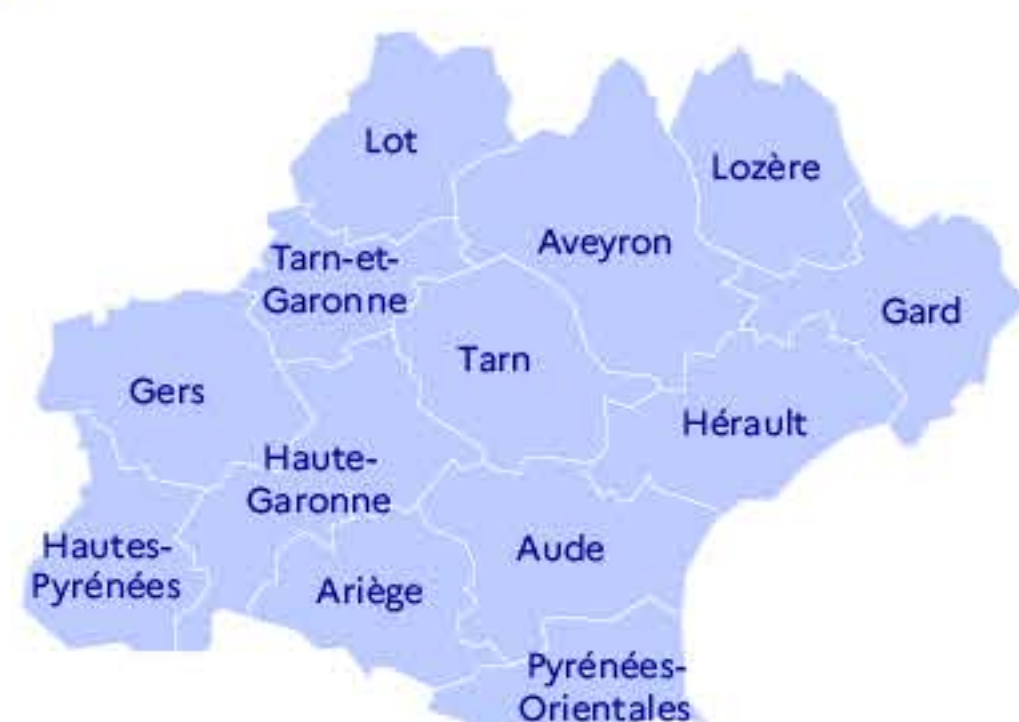 Lot
Lozère
Aveyron
Tarn-et-
Garonne
Gard
Tarn
Gers
Hérault
Haute-
Garonne
Hautes-
Pyrénées
Aude
Ariège
Pyrénées-
Orientales